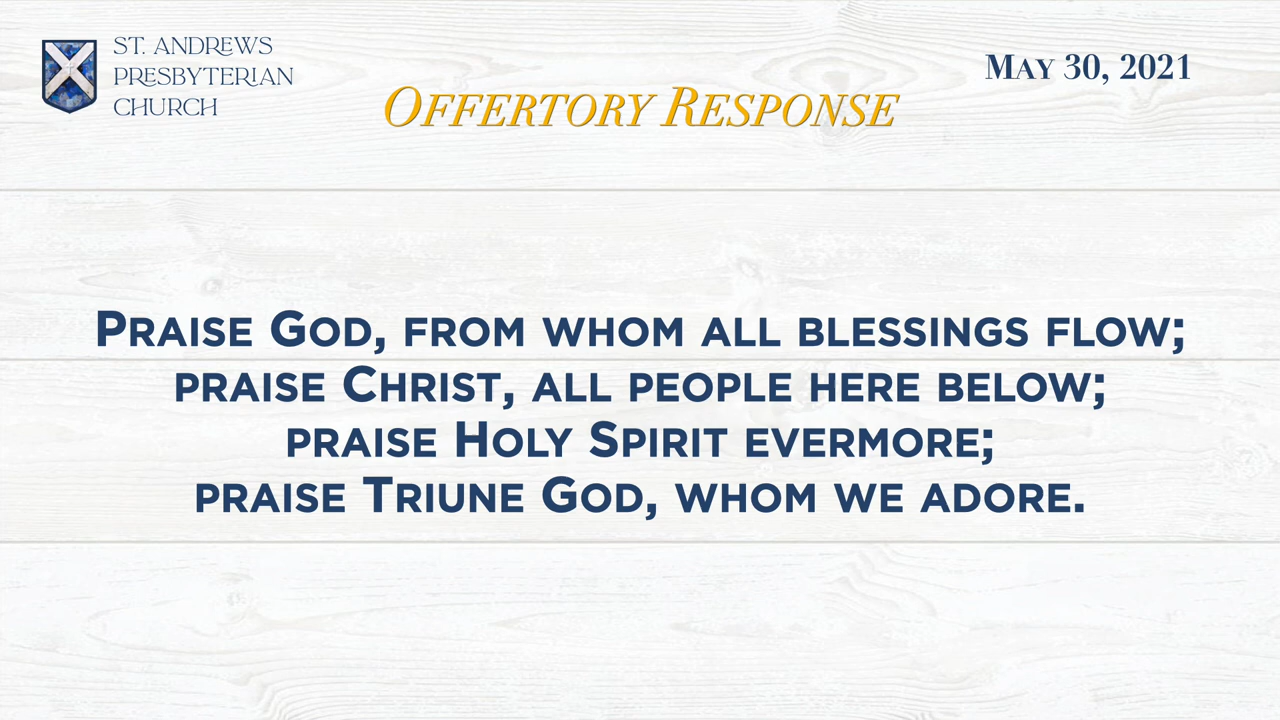 ST. ANDREWS
PRESBYTERIAN
CHURCH
MAY 30, 2021
OFFERTORY RESPONSE
PRAISE GOD, FROM WHOM ALL BLESSINGS FLOW;
PRAISE CHRIST, ALL PEOPLE HERE BELOW;
PRAISE HOLY SPIRIT EVERMORE;
PRAISE TRIUNE GOD, WHOM WE ADORE.